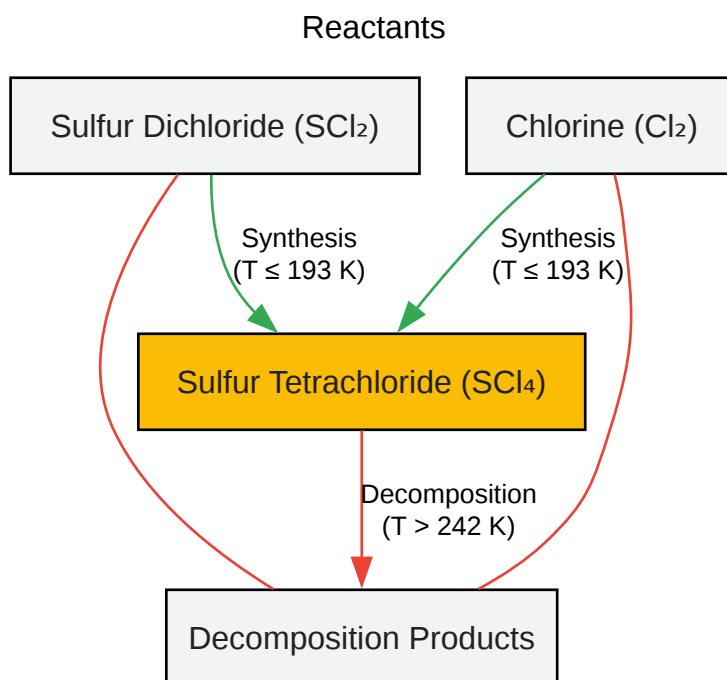 Reactants
Sulfur Dichloride (SCl₂)
Chlorine (Cl₂)
Synthesis
(T ≤ 193 K)
Synthesis
(T ≤ 193 K)
Sulfur Tetrachloride (SCl₄)
Decomposition
(T > 242 K)
Decomposition Products